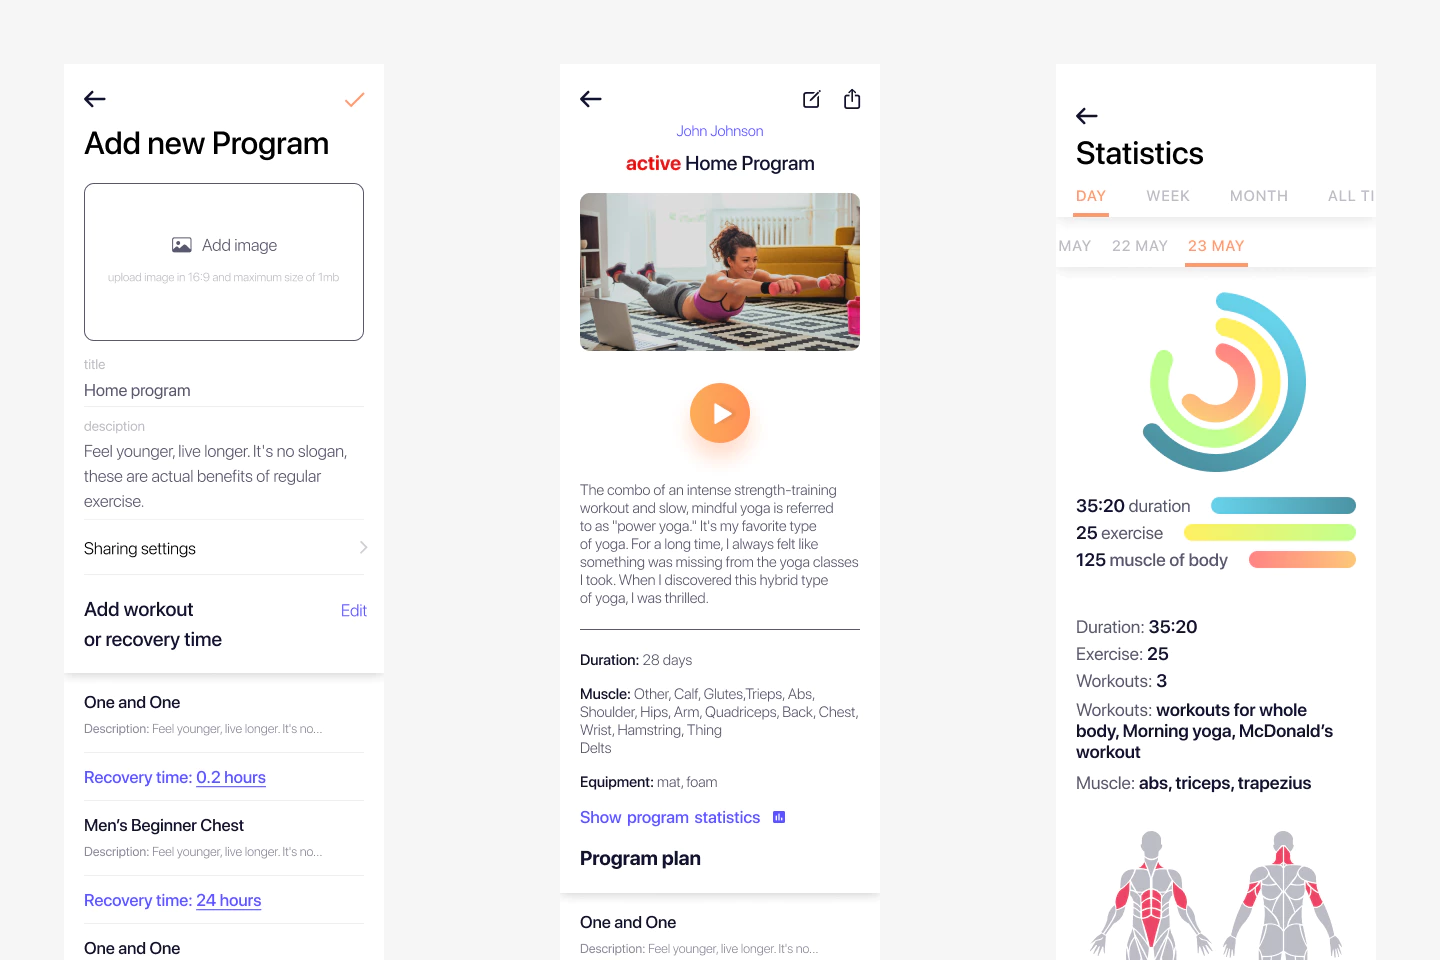 Add new Program
Add image
upload image in 16:9 and maximum size of 1mb
title
Home program
desciption
Feel younger, live longer. It's no slogan,
these are actual benefits of regular
exercise.
Sharing settings
Add workout
or recovery time
Edit
One and One
Description: Feel younger, live longer. It's no...
Recovery time: 0.2 hours
Men's Beginner Chest
Description: Feel younger, live longer. It's no...
Recovery time: 24 hours
One and One
John Johnson
active Home Program
The combo of an intense strength-training
workout and slow, mindful yoga is referred
to as "power yoga." It's my favorite type
of yoga. For a long time, I always felt like
something was missing from the yoga classes
I took. When I discovered this hybrid type
of yoga, I was thrilled.
Duration: 28 days
Muscle: Other, Calf, Glutes,Trieps, Abs,
Shoulder, Hips, Arm, Quadriceps, Back, Chest,
Wrist, Hamstring, Thing
Delts
Equipment: mat, foam
Show program statistics
Program plan
One and One
Description: Feel younger, live longer. It's no...
Statistics
DAY WEEK MONTH ALL TI
MAY 22 MAY 23 MAY
35:20 duration
25 exercise
125 muscle of body
Duration: 35:20
Exercise: 25
Workouts: 3
Workouts: workouts for whole
body, Morning yoga, McDonald's
workout
Muscle: abs, triceps, trapezius